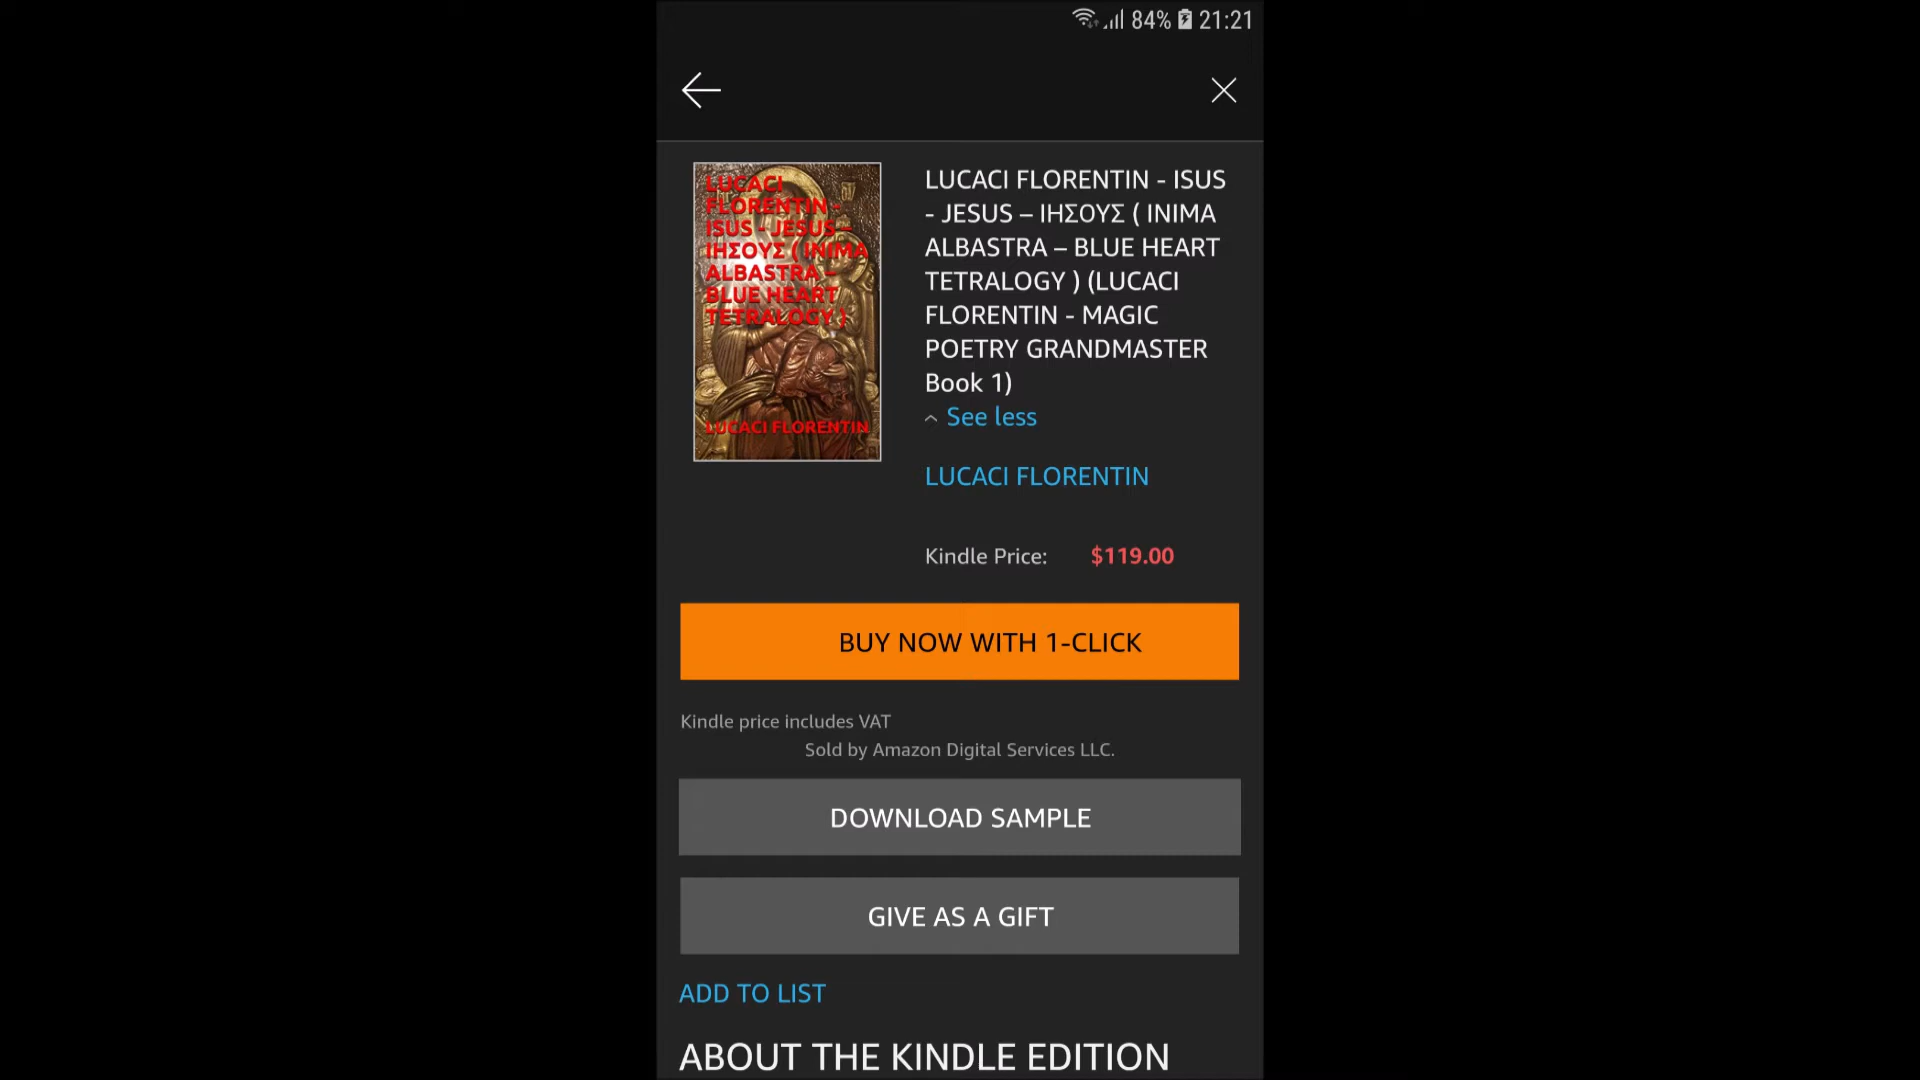 84% 21:21
LUCACI
FLORENTIN -
ISUS - JESUS –
ΙΗΣΟΥΣ ( INIMA
ALBASTRA –
BLUE HEART
TETRALOGY )
LUCACI FLORENTIN
LUCACI FLORENTIN - ISUS
- JESUS – ΙΗΣΟΥΣ ( INIMA
ALBASTRA – BLUE HEART
TETRALOGY ) (LUCACI
FLORENTIN - MAGIC
POETRY GRANDMASTER
Book 1)
See less
LUCACI FLORENTIN
Kindle Price: $119.00
BUY NOW WITH 1-CLICK
Kindle price includes VAT
Sold by Amazon Digital Services LLC.
DOWNLOAD SAMPLE
GIVE AS A GIFT
ADD TO LIST
ABOUT THE KINDLE EDITION